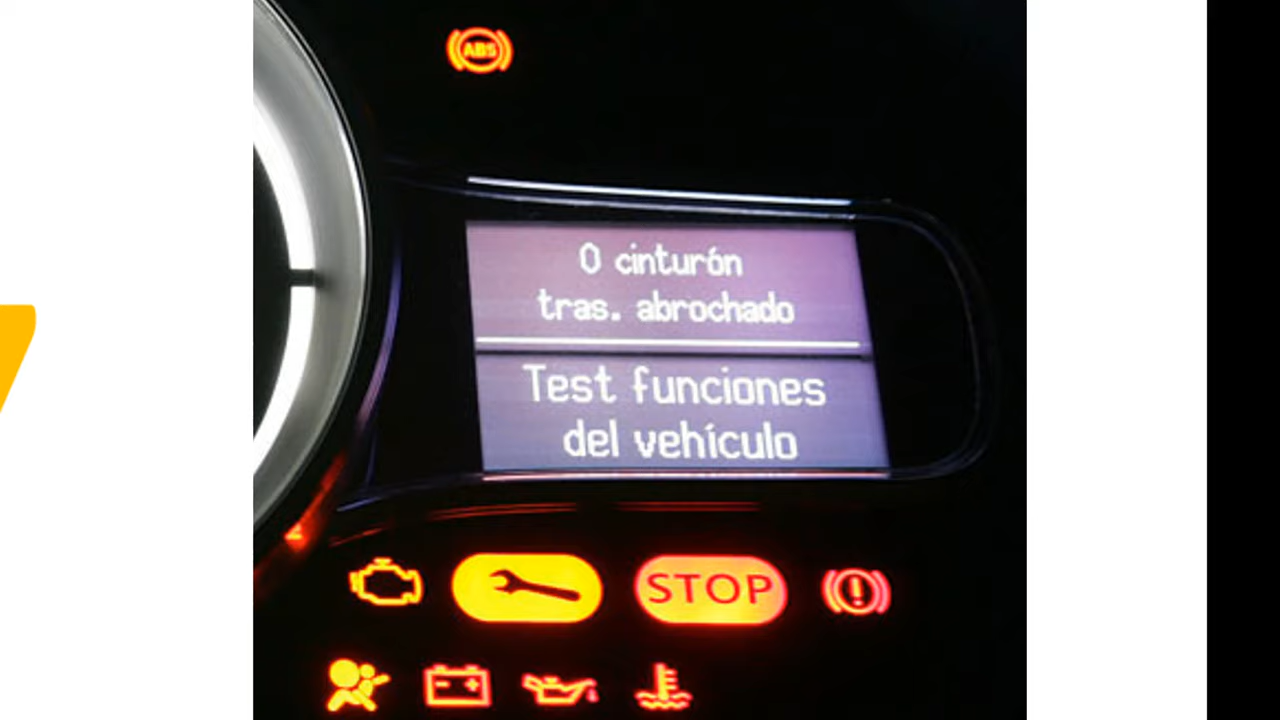 ABS
0 cinturón
tras. abrochado
Test funciones
del vehículo
STOP